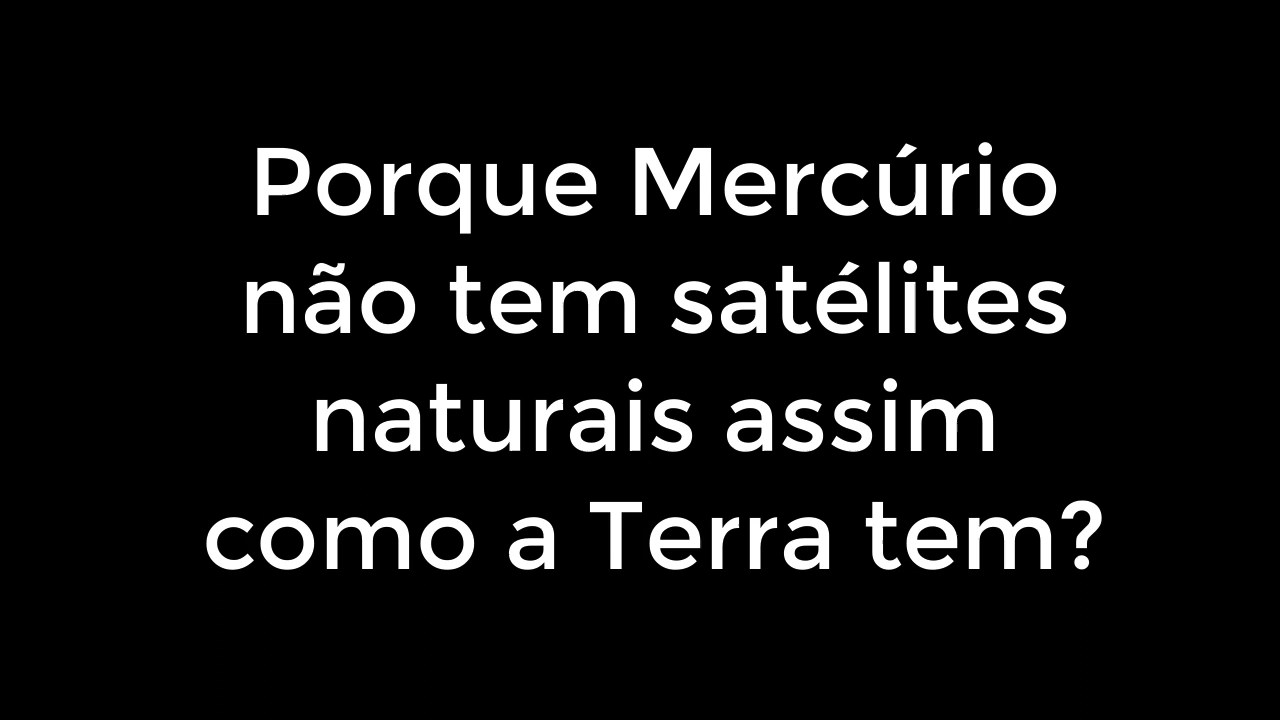 Porque Mercúrio
não tem satélites
naturais assim
como a Terra tem?